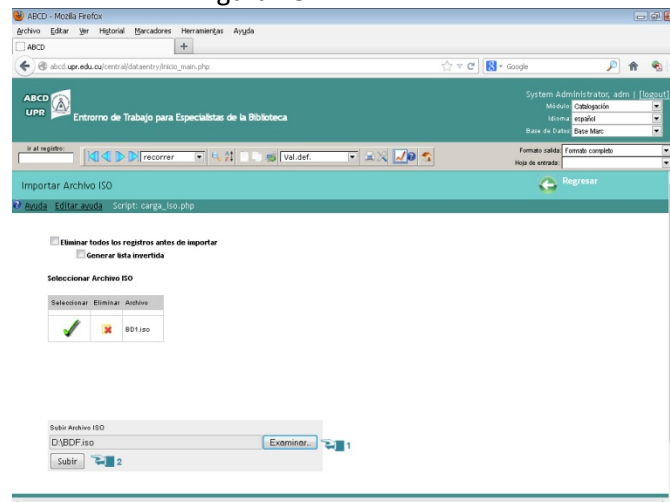 ABCD - Mozilla Firefox
Archivo Editar Ver Historial Marcadores Herramientas Ayuda
ABCD +
abcd.upr.edu.cu/central/dataentry/inicio_main.php Google
ABCD
UPR
Entrorno de Trabajo para Especialistas de la Biblioteca
System Administrator, adm | [logout]
Módulo Catalogación
Idioma español
Base de Datos Base Marc
Ir al registro:
recorrer Val.def.
Formato salida: Formato completo
Hoja de entrada:
Importar Archivo ISO
Regresar
Ayuda Editar ayuda Script: carga_iso.php
Eliminar todos los registros antes de importar
Generar lista invertida
Seleccionar Archivo ISO
Seleccionar Eliminar Archivo
BD1.iso
Subir Archivo ISO
D:\BDF.iso Examinar.. 1
Subir 2